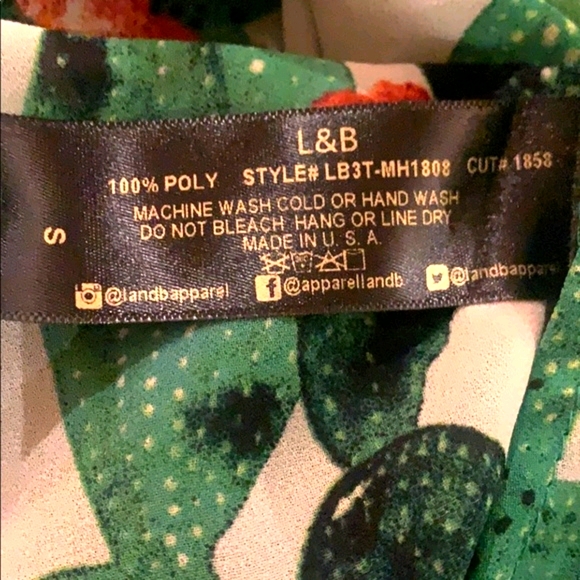 L&B
100% POLY STYLE# LB3T-MH1808 CUT# 1858
MACHINE WASH COLD OR HAND WASH
DO NOT BLEACH HANG OR LINE DRY
MADE IN U. S. A.
S
@landbapparel @apparellandb @landbappare